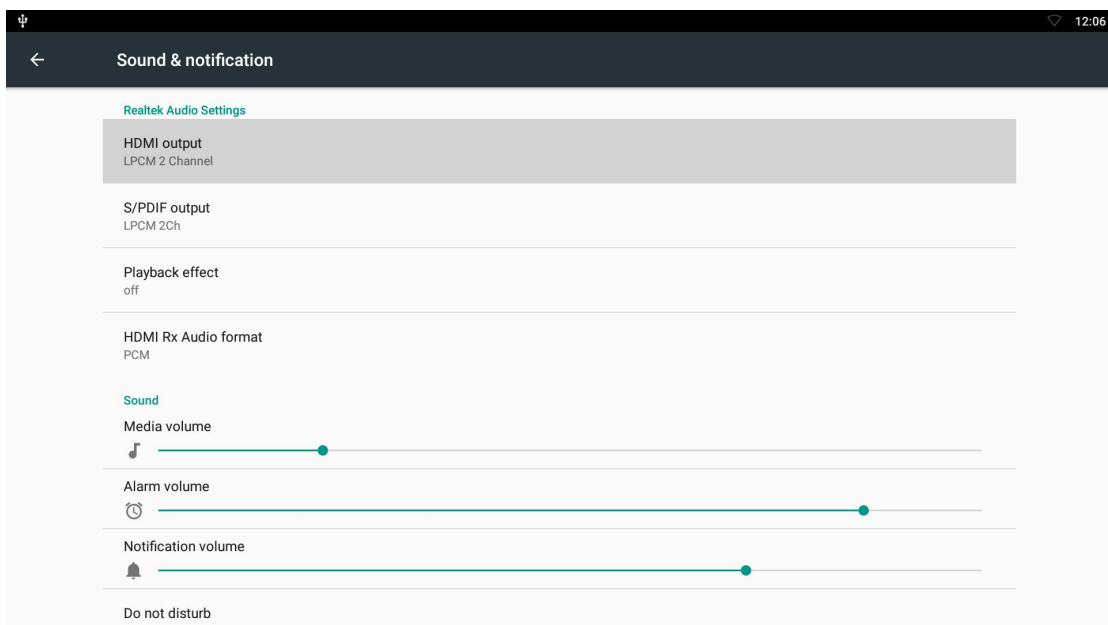 12:06
Sound & notification
Realtek Audio Settings
HDMI output
LPCM 2 Channel
S/PDIF output
LPCM 2Ch
Playback effect
off
HDMI Rx Audio format
PCM
Sound
Media volume
Alarm volume
Notification volume
Do not disturb